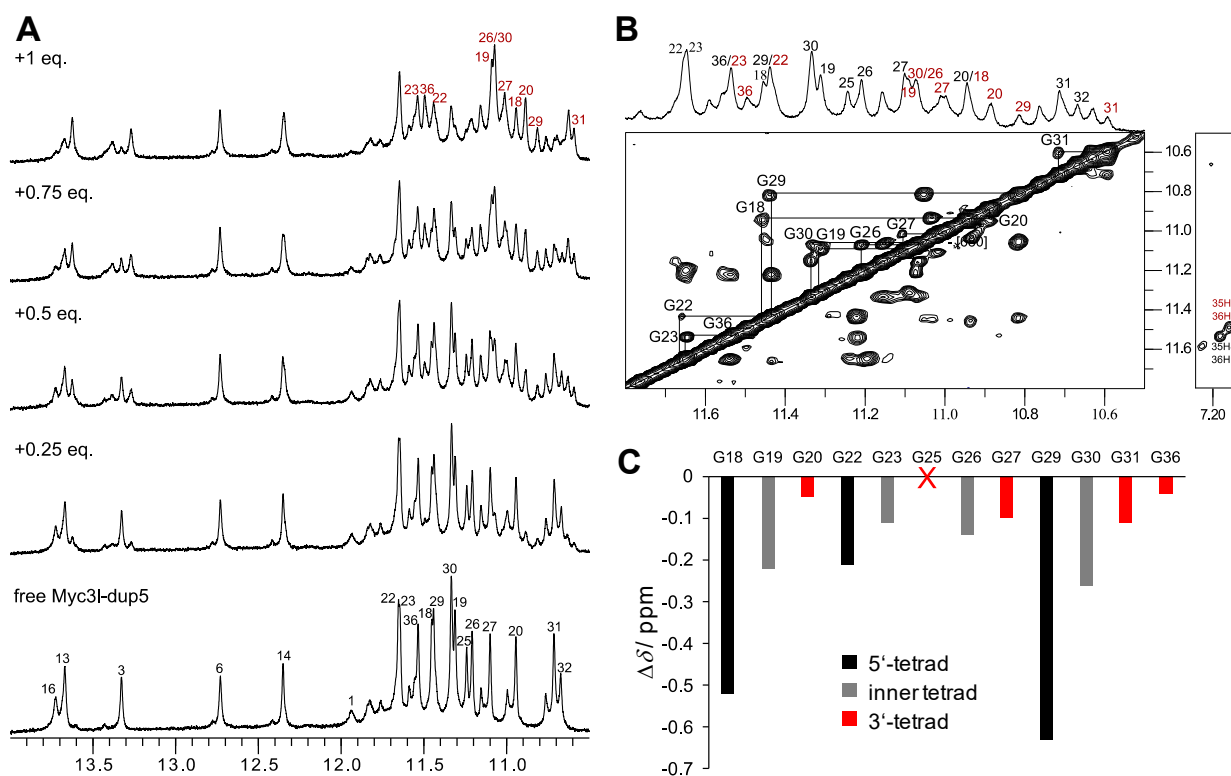 A
+1 eq.
26/30
19
23 36 22
27
18
20
29
31
+0.75 eq.
+0.5 eq.
+0.25 eq.
free Myc3l-dup5
16
13
3
6
14
1
22 23
36
18 29
30
19
25
26
27
20
31
32
13.5 13.0 12.5 12.0 11.5 11.0
B
22 23
36/23
36
29/22
18
30
19
25
26
27
30/26
19
27
20/18
20
29
31
32
31
G31
G29
G18
G30 G19 G26 G27
G20
G22
G23
G36
10.6
10.8
11.0
11.2
11.4
11.6
11.6 11.4 11.2 11.0 10.8 10.6
35H
36H
35H
36H
7.20
C
G18 G19 G20 G22 G23 G25 G26 G27 G29 G30 G31 G36
X
0
-0.1
-0.2
-0.3
-0.4
-0.5
-0.6
-0.7
Δδ/ ppm
5‘-tetrad
inner tetrad
3‘-tetrad